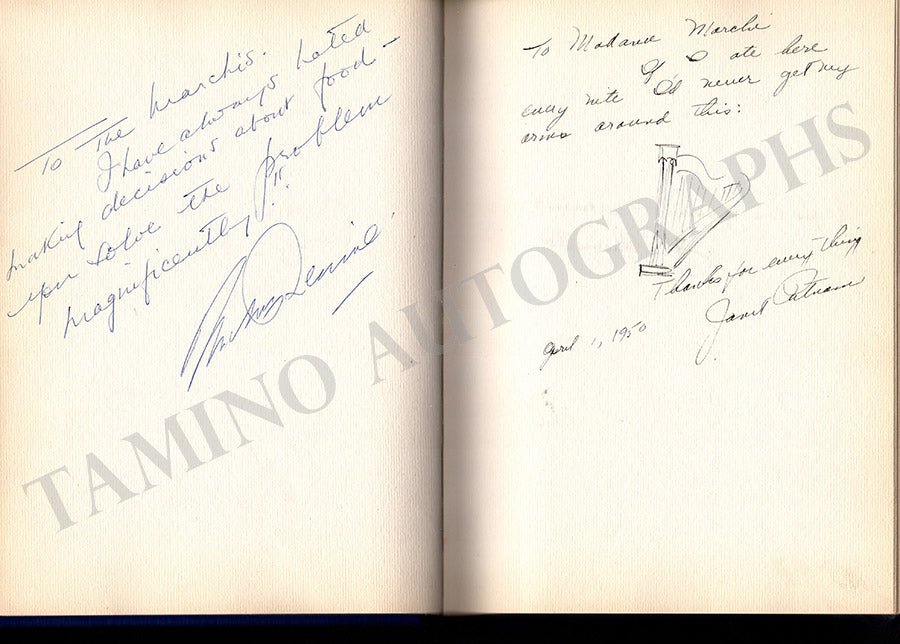 To The Marchis.
I have always hated
making decisions about food -
you solve the problem
magnificently!!
To Madame Marchi
If I ate here
every nite I'd never get my
arms around this:
Thanks for everything
Janet Putnam
April 1, 1950
TAMINO AUTOGRAPHS